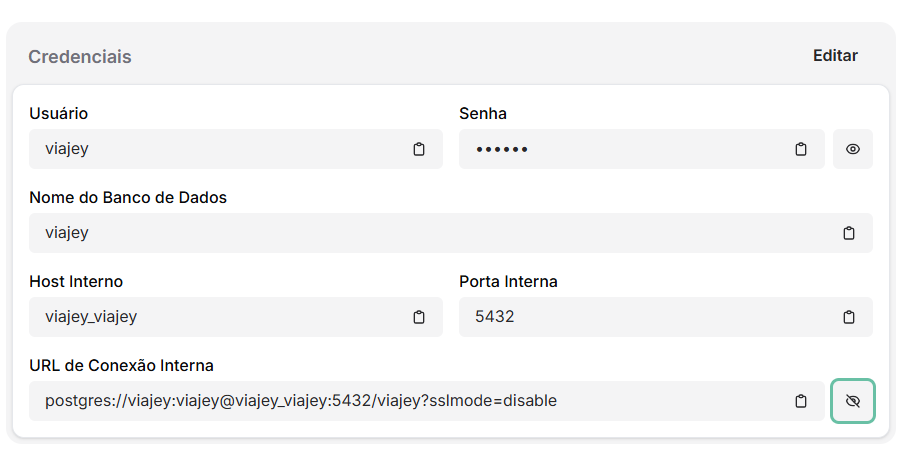 Credenciais
Editar
Usuário
Senha
viajey
••••••
Nome do Banco de Dados
viajey
Host Interno
Porta Interna
viajey_viajey
5432
URL de Conexão Interna
postgres://viajey:viajey@viajey_viajey:5432/viajey?sslmode=disable